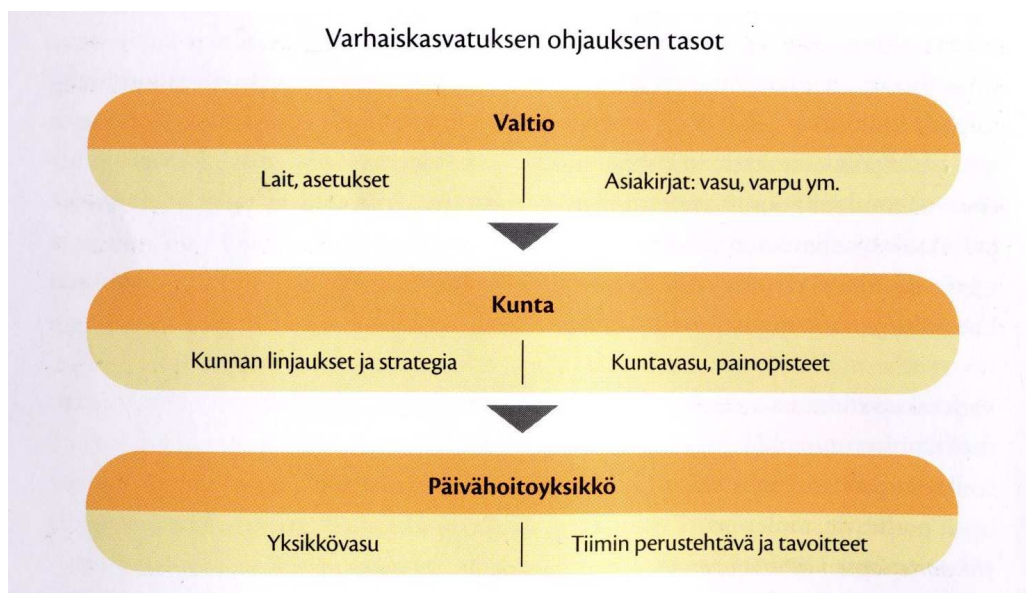 Varhaiskasvatuksen ohjauksen tasot
Valtio
Lait, asetukset
Asiakirjat: vasu, varpu ym.
Kunta
Kunnan linjaukset ja strategia
Kuntavasu, painopisteet
Päivähoitoyksikkö
Yksikkövasu
Tiimin perustehtävä ja tavoitteet